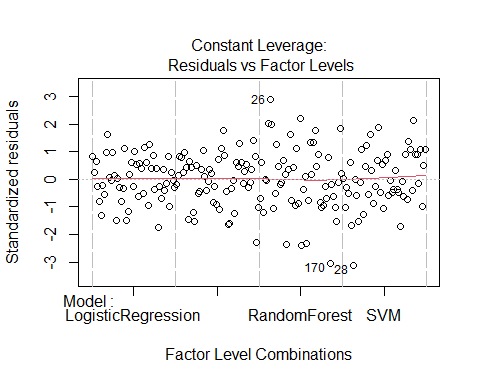 Constant Leverage:
Residuals vs Factor Levels
Standardized residuals
3
2
1
0
-1
-2
-3
26
170
28
Model :
LogisticRegression RandomForest SVM
Factor Level Combinations